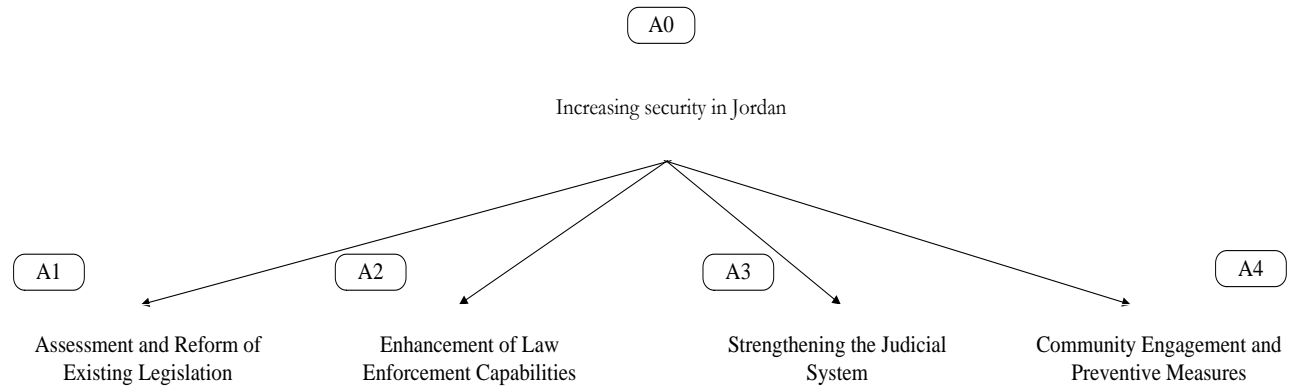 A0
Increasing security in Jordan
A1
A2
A3
A4
Assessment and Reform of
Existing Legislation
Enhancement of Law
Enforcement Capabilities
Strengthening the Judicial
System
Community Engagement and
Preventive Measures